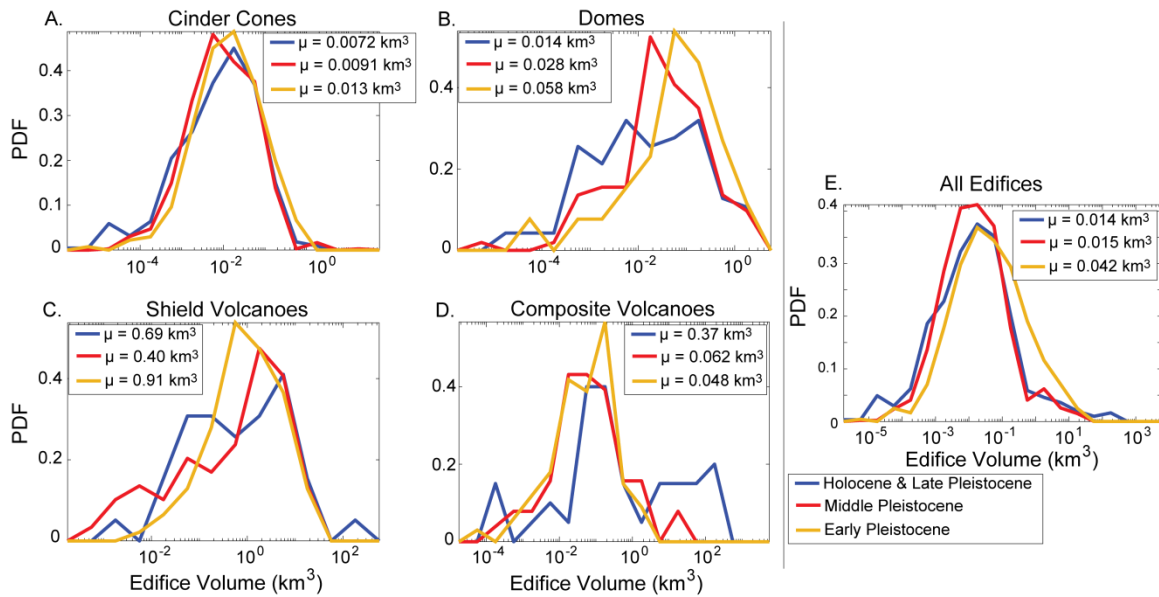 A. Cinder Cones
μ = 0.0072 km³
μ = 0.0091 km³
μ = 0.013 km³
PDF
0.4
0.3
0.2
0.1
0
10⁻⁴
10⁻²
10⁰
B. Domes
μ = 0.014 km³
μ = 0.028 km³
μ = 0.058 km³
0.4
0.2
0
10⁻⁴
10⁻²
10⁰
C. Shield Volcanoes
μ = 0.69 km³
μ = 0.40 km³
μ = 0.91 km³
PDF
0.4
0.2
0
10⁻²
10⁰
10²
Edifice Volume (km³)
D. Composite Volcanoes
μ = 0.37 km³
μ = 0.062 km³
μ = 0.048 km³
0.4
0.2
0
10⁻⁴
10⁻²
10⁰
10²
Edifice Volume (km³)
E. All Edifices
μ = 0.014 km³
μ = 0.015 km³
μ = 0.042 km³
PDF
0.4
0.3
0.2
0.1
0
10⁻⁵
10⁻³
10⁻¹
10¹
10³
Edifice Volume (km³)
Holocene & Late Pleistocene
Middle Pleistocene
Early Pleistocene